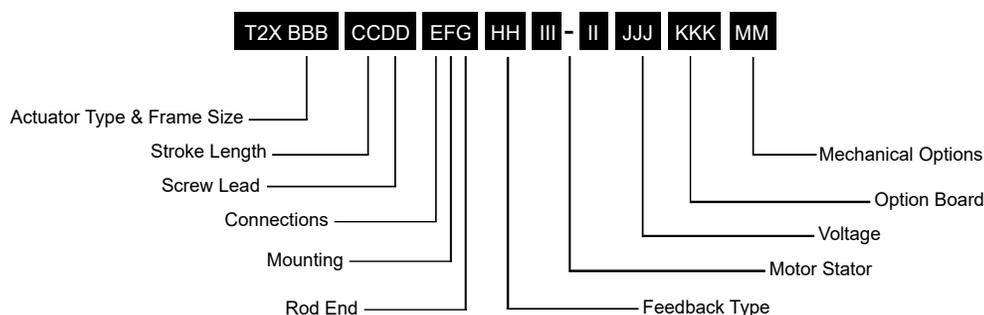 T2X BBB CCDD EFG HH III - II JJJ KKK MM
Actuator Type & Frame Size
Stroke Length
Screw Lead
Connections
Mounting
Rod End
Mechanical Options
Option Board
Voltage
Motor Stator
Feedback Type